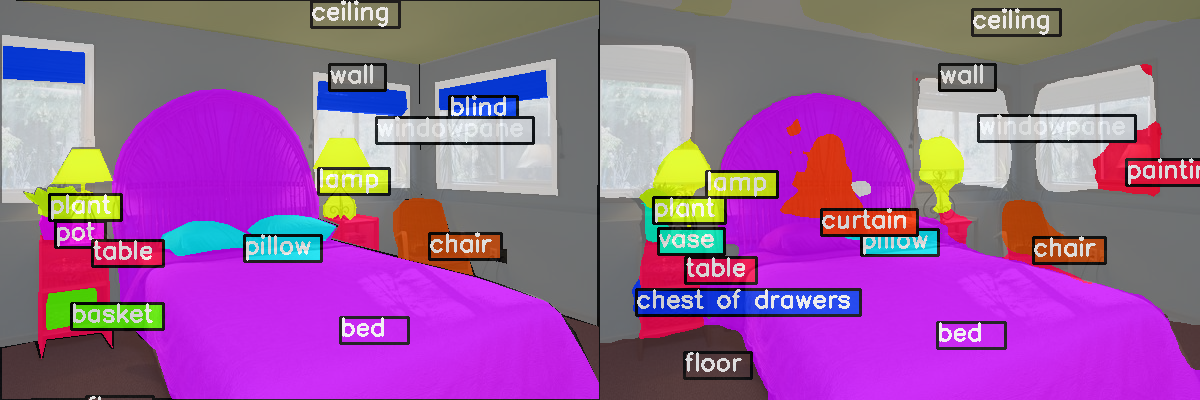 ceiling
wall
blind
windowpane
lamp
plant
pot
table
pillow
chair
basket
bed
ceiling
wall
windowpane
paintin
lamp
plant
curtain
vase
pillow
chair
table
chest of drawers
bed
floor